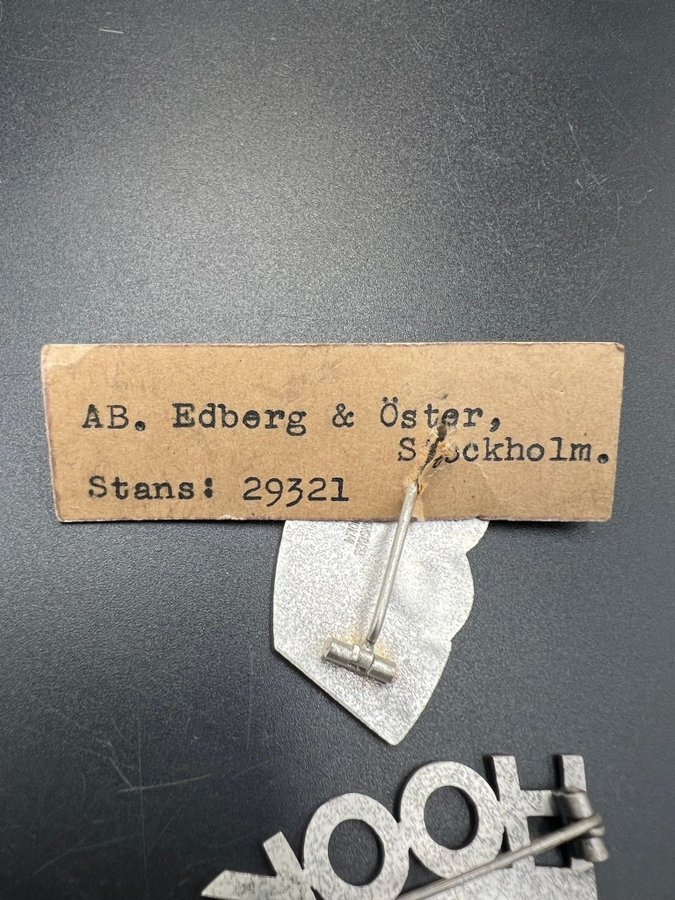 AB. Edberg & Öster,
Stockholm.
Stans: 29321